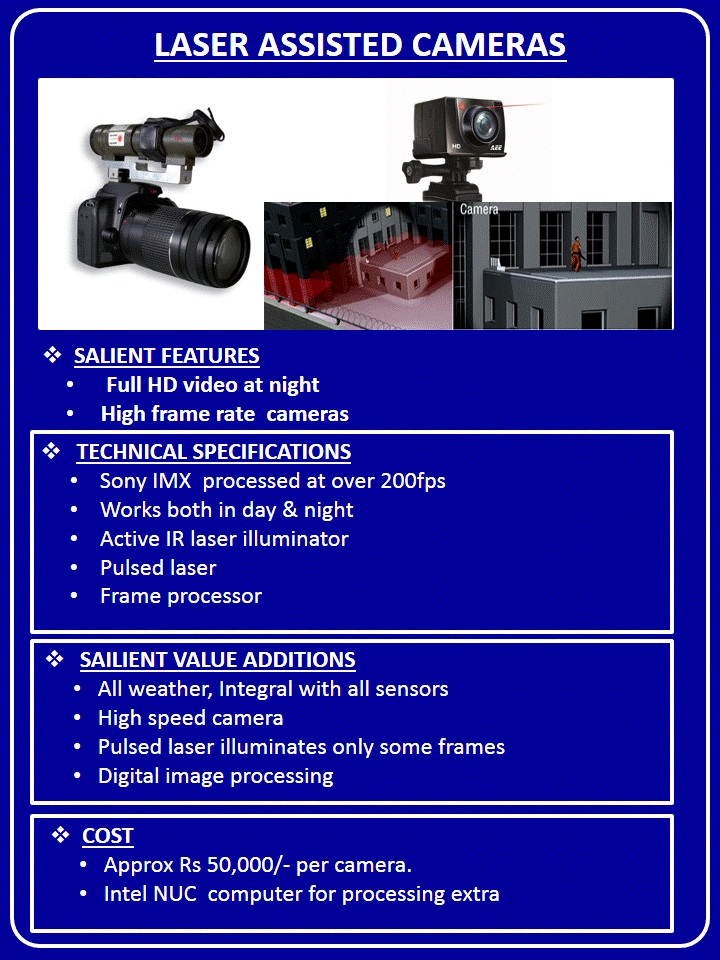 LASER ASSISTED CAMERAS
HD
AEE
Camera
❖ SALIENT FEATURES
• Full HD video at night
• High frame rate cameras
❖ TECHNICAL SPECIFICATIONS
• Sony IMX processed at over 200fps
• Works both in day & night
• Active IR laser illuminator
• Pulsed laser
• Frame processor
❖ SAILIENT VALUE ADDITIONS
• All weather, Integral with all sensors
• High speed camera
• Pulsed laser illuminates only some frames
• Digital image processing
❖ COST
• Approx Rs 50,000/- per camera.
• Intel NUC computer for processing extra